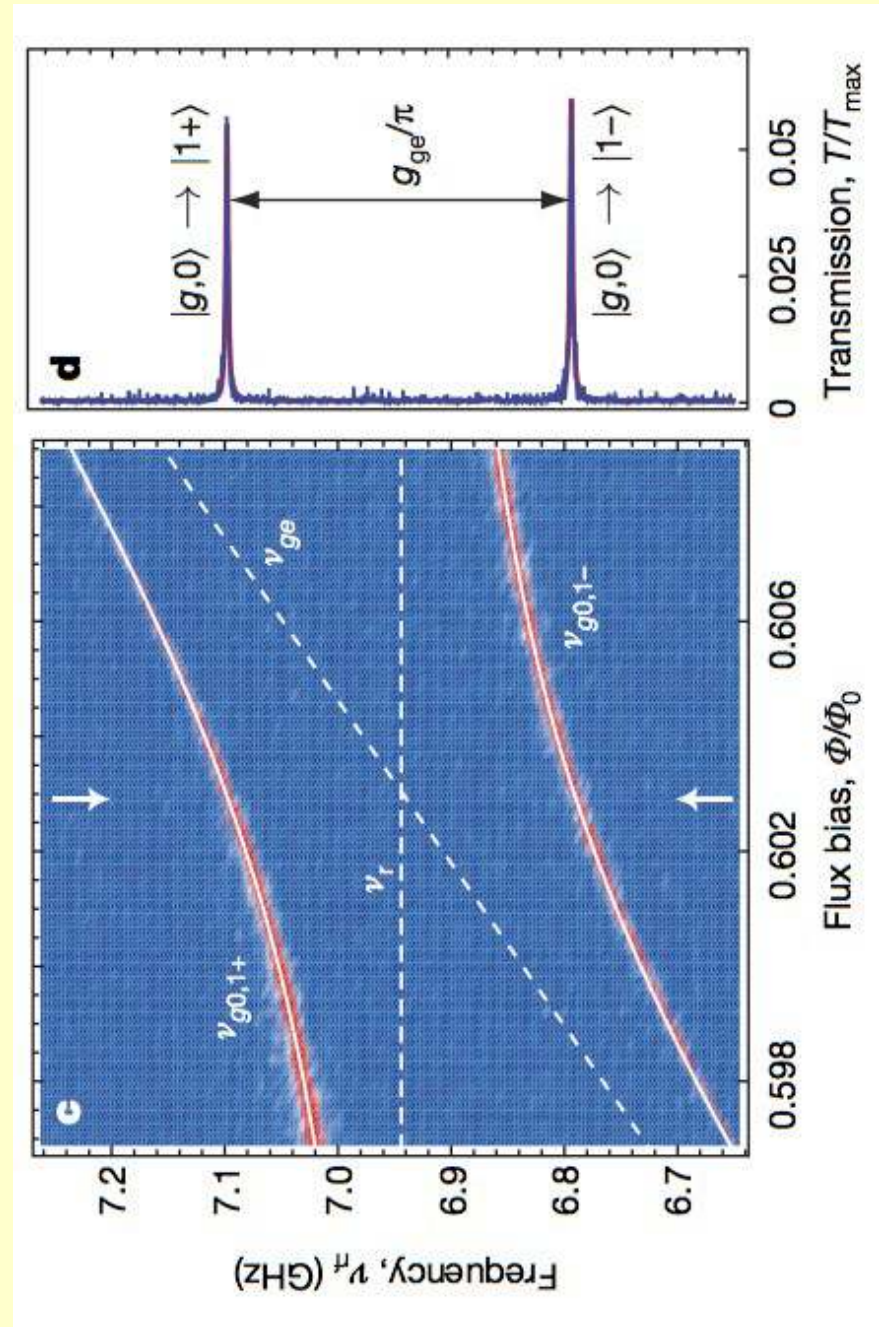 c
Frequency, ν_rf (GHz)
7.2
7.1
7.0
6.9
6.8
6.7
ν_g0,1+
ν_r
ν_ge
ν_g0,1−
0.598
0.602
0.606
Flux bias, Φ/Φ₀
d
|g,0⟩ → |1+⟩
g_ge/π
|g,0⟩ → |1−⟩
0
0.025
0.05
Transmission, T/T_max